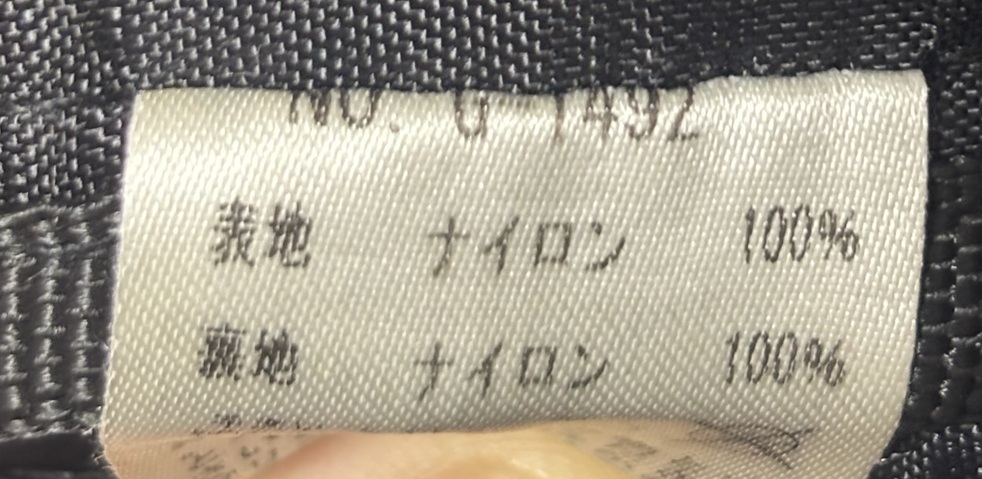 NO. G-1492
表地 ナイロン 100%
裏地 ナイロン 100%